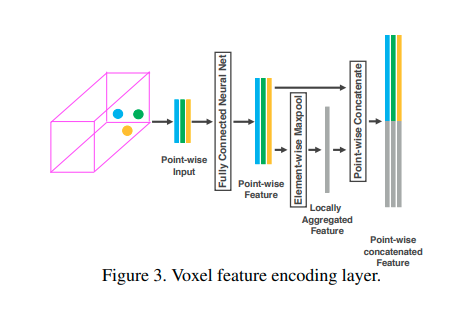 Point-wise
Input
Fully Connected Neural Net
Point-wise
Feature
Element-wise Maxpool
Locally
Aggregated
Feature
Point-wise Concatenate
Point-wise
concatenated
Feature
Figure 3. Voxel feature encoding layer.